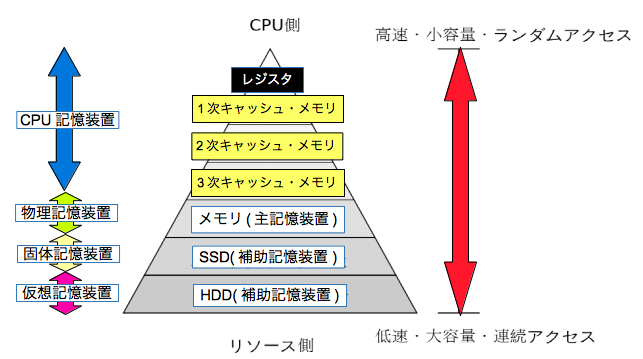 CPU側
高速・小容量・ランダムアクセス
レジスタ
1次キャッシュ・メモリ
CPU 記憶装置
2次キャッシュ・メモリ
3次キャッシュ・メモリ
物理記憶装置
メモリ ( 主記憶装置 )
固体記憶装置
SSD( 補助記憶装置 )
仮想記憶装置
HDD( 補助記憶装置 )
低速・大容量・連続アクセス
リソース側